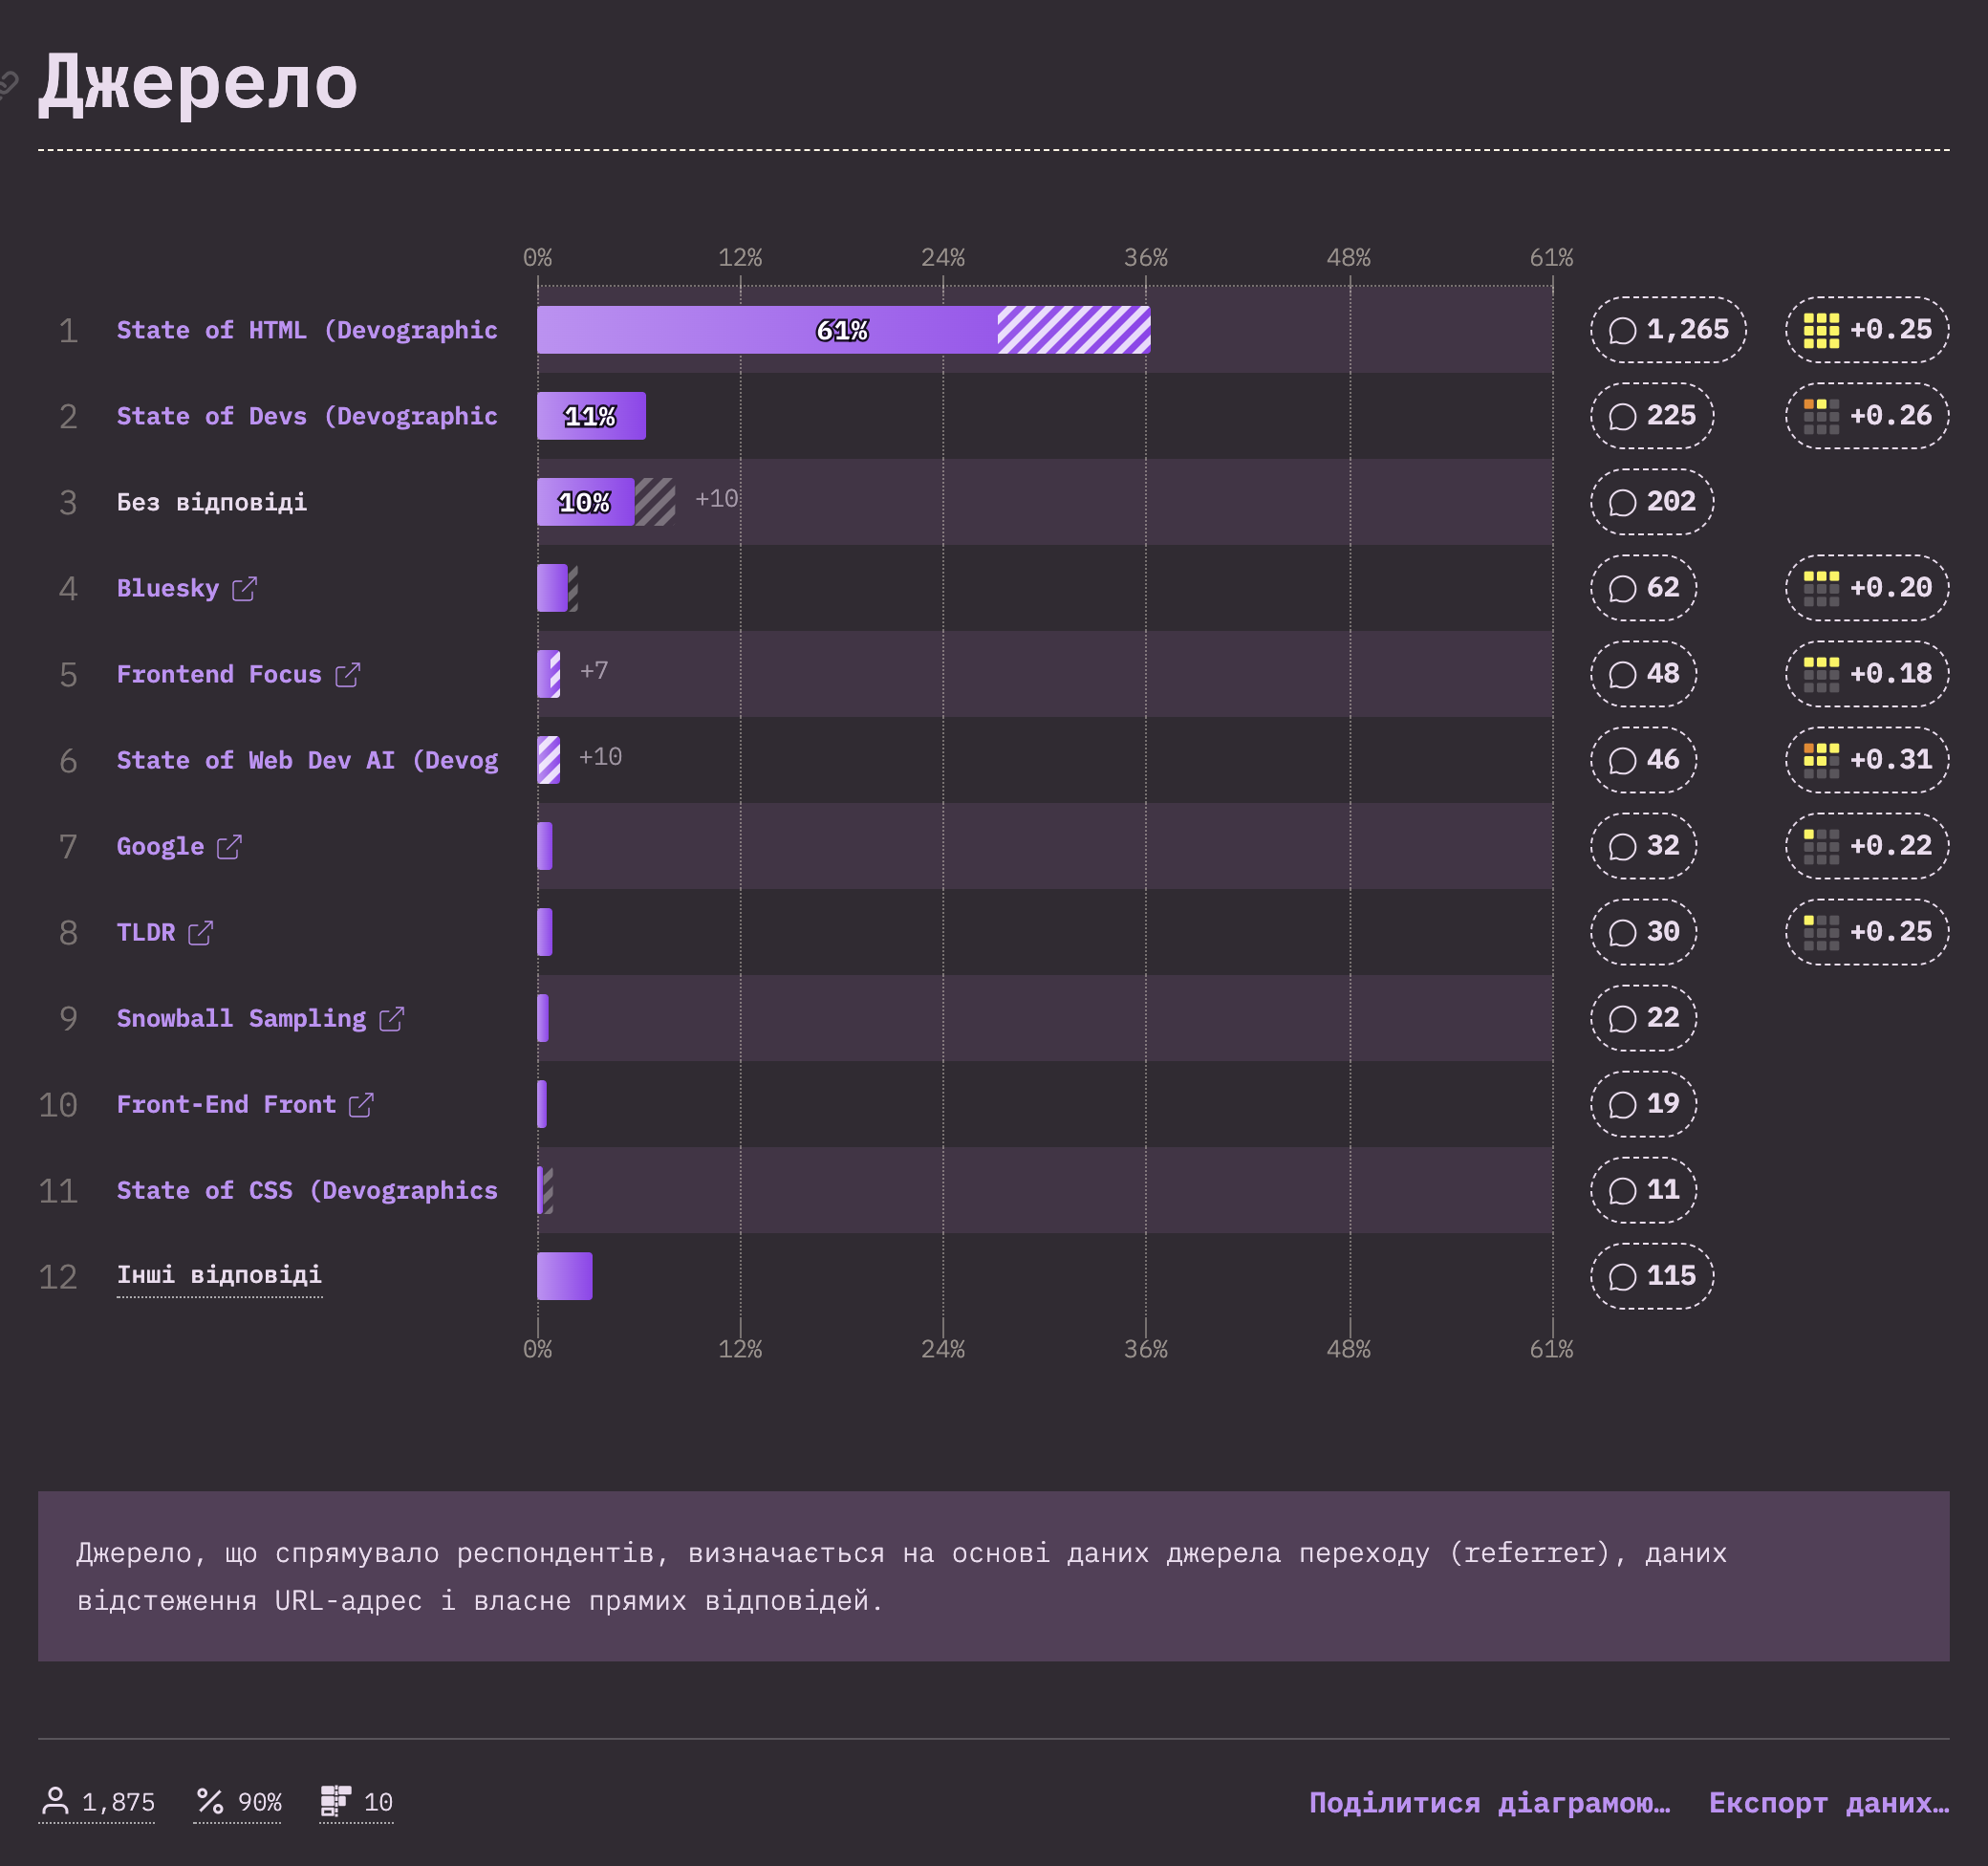 Джерело
0% 12% 24% 36% 48% 61%
1 State of HTML (Devographic 61% 1,265 +0.25
2 State of Devs (Devographic 11% 225 +0.26
3 Без відповіді 10% +10 202
4 Bluesky 62 +0.20
5 Frontend Focus +7 48 +0.18
6 State of Web Dev AI (Devog +10 46 +0.31
7 Google 32 +0.22
8 TLDR 30 +0.25
9 Snowball Sampling 22
10 Front-End Front 19
11 State of CSS (Devographics 11
12 Інші відповіді 115
0% 12% 24% 36% 48% 61%
Джерело, що спрямувало респондентів, визначається на основі даних джерела переходу (referrer), даних
відстеження URL-адрес і власне прямих відповідей.
1,875 90% 10 Поділитися діаграмою… Експорт даних…